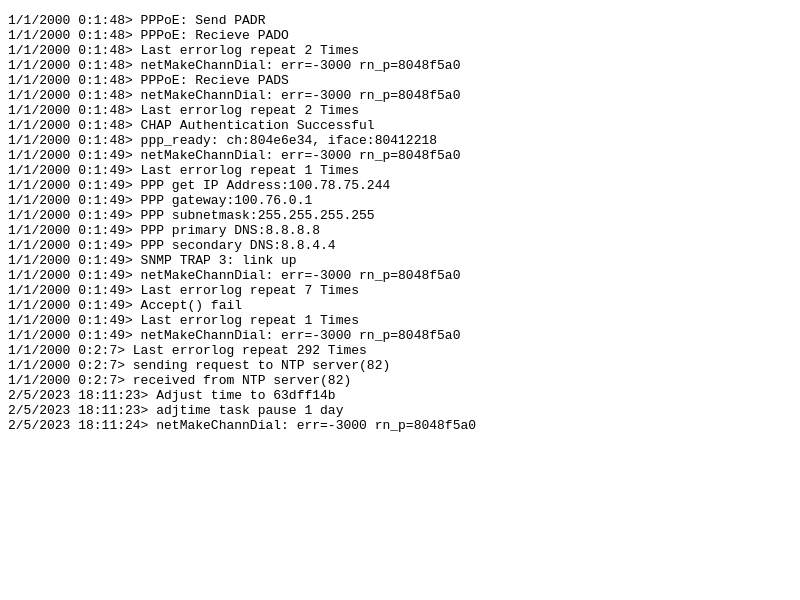 1/1/2000 0:1:48> PPPoE: Send PADR
1/1/2000 0:1:48> PPPoE: Recieve PADO
1/1/2000 0:1:48> Last errorlog repeat 2 Times
1/1/2000 0:1:48> netMakeChannDial: err=-3000 rn_p=8048f5a0
1/1/2000 0:1:48> PPPoE: Recieve PADS
1/1/2000 0:1:48> netMakeChannDial: err=-3000 rn_p=8048f5a0
1/1/2000 0:1:48> Last errorlog repeat 2 Times
1/1/2000 0:1:48> CHAP Authentication Successful
1/1/2000 0:1:48> ppp_ready: ch:804e6e34, iface:80412218
1/1/2000 0:1:49> netMakeChannDial: err=-3000 rn_p=8048f5a0
1/1/2000 0:1:49> Last errorlog repeat 1 Times
1/1/2000 0:1:49> PPP get IP Address:100.78.75.244
1/1/2000 0:1:49> PPP gateway:100.76.0.1
1/1/2000 0:1:49> PPP subnetmask:255.255.255.255
1/1/2000 0:1:49> PPP primary DNS:8.8.8.8
1/1/2000 0:1:49> PPP secondary DNS:8.8.4.4
1/1/2000 0:1:49> SNMP TRAP 3: link up
1/1/2000 0:1:49> netMakeChannDial: err=-3000 rn_p=8048f5a0
1/1/2000 0:1:49> Last errorlog repeat 7 Times
1/1/2000 0:1:49> Accept() fail
1/1/2000 0:1:49> Last errorlog repeat 1 Times
1/1/2000 0:1:49> netMakeChannDial: err=-3000 rn_p=8048f5a0
1/1/2000 0:2:7> Last errorlog repeat 292 Times
1/1/2000 0:2:7> sending request to NTP server(82)
1/1/2000 0:2:7> received from NTP server(82)
2/5/2023 18:11:23> Adjust time to 63dff14b
2/5/2023 18:11:23> adjtime task pause 1 day
2/5/2023 18:11:24> netMakeChannDial: err=-3000 rn_p=8048f5a0